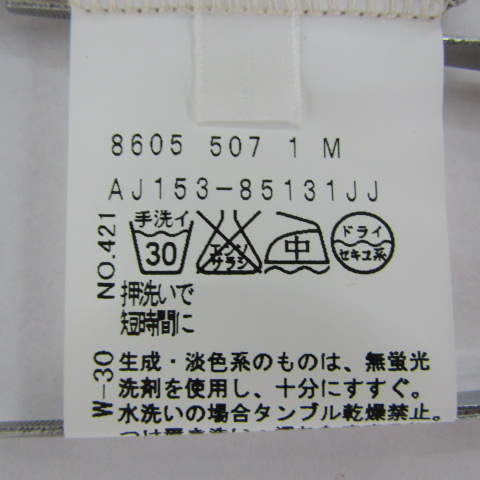 8605 507 1 M
AJ153-85131JJ
NO.421
手洗イ
30
エンソ
サラシ
中
ドライ
セキユ系
押洗いで
短時間に
W-30
生成・淡色系のものは、無蛍光
洗剤を使用し、十分にすすぐ。
水洗いの場合タンブル乾燥禁止。